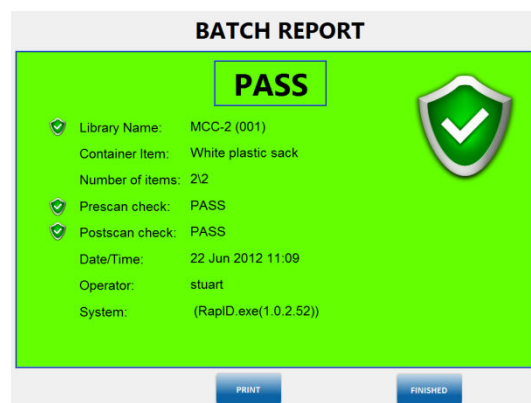 BATCH REPORT
PASS
Library Name: MCC-2 (001)
Container Item: White plastic sack
Number of items: 2\2
Prescan check: PASS
Postscan check: PASS
Date/Time: 22 Jun 2012 11:09
Operator: stuart
System: (RapID.exe(1.0.2.52))
PRINT FINISHED